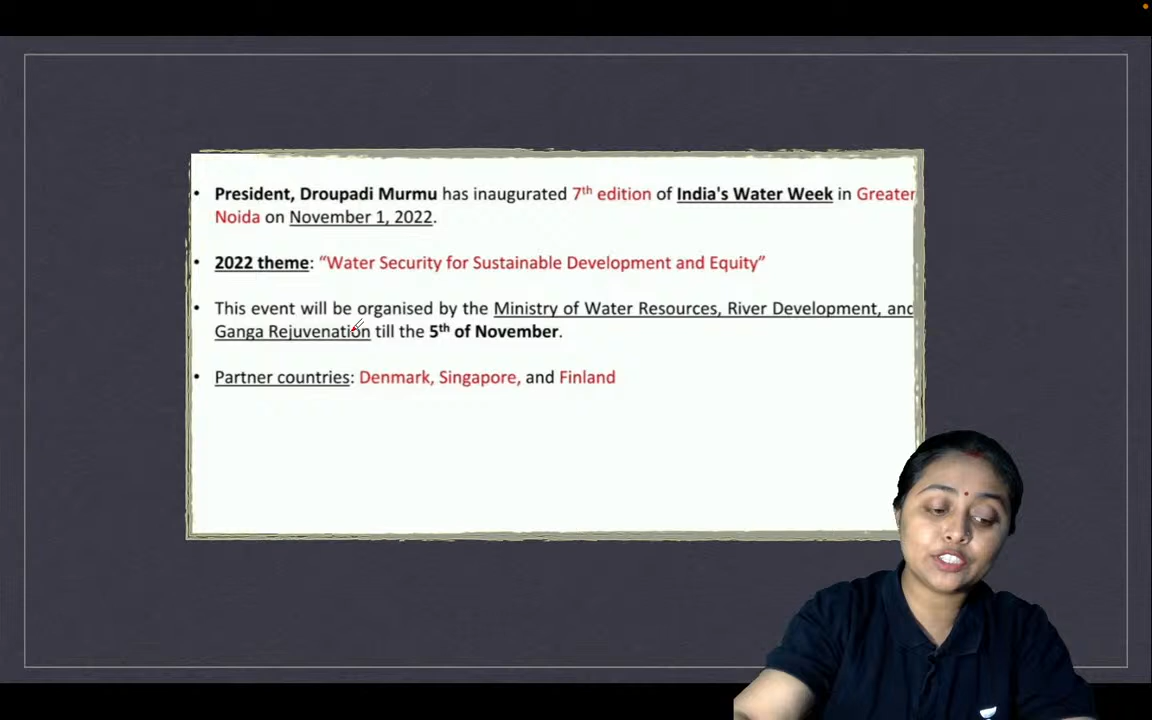 • President, Droupadi Murmu has inaugurated 7th edition of India's Water Week in Greater
Noida on November 1, 2022.
• 2022 theme: “Water Security for Sustainable Development and Equity”
• This event will be organised by the Ministry of Water Resources, River Development, and
Ganga Rejuvenation till the 5th of November.
• Partner countries: Denmark, Singapore, and Finland